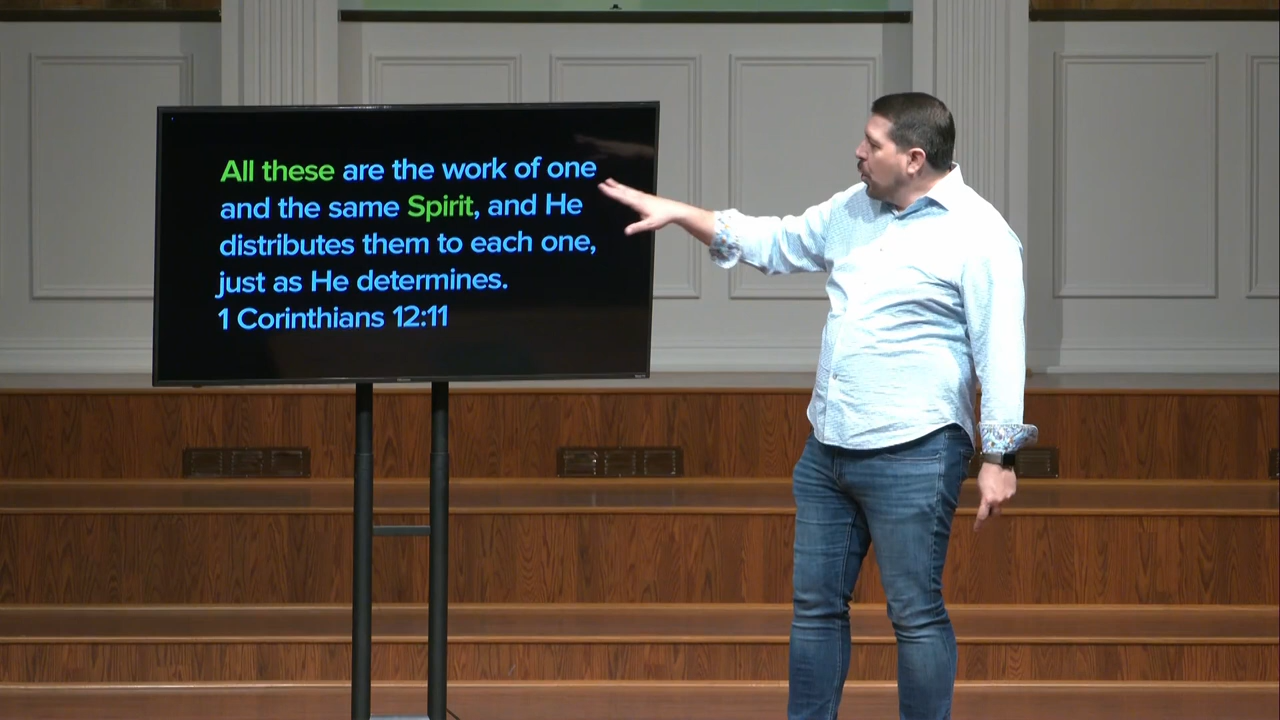 All these are the work of one
and the same Spirit, and He
distributes them to each one,
just as He determines.
1 Corinthians 12:11